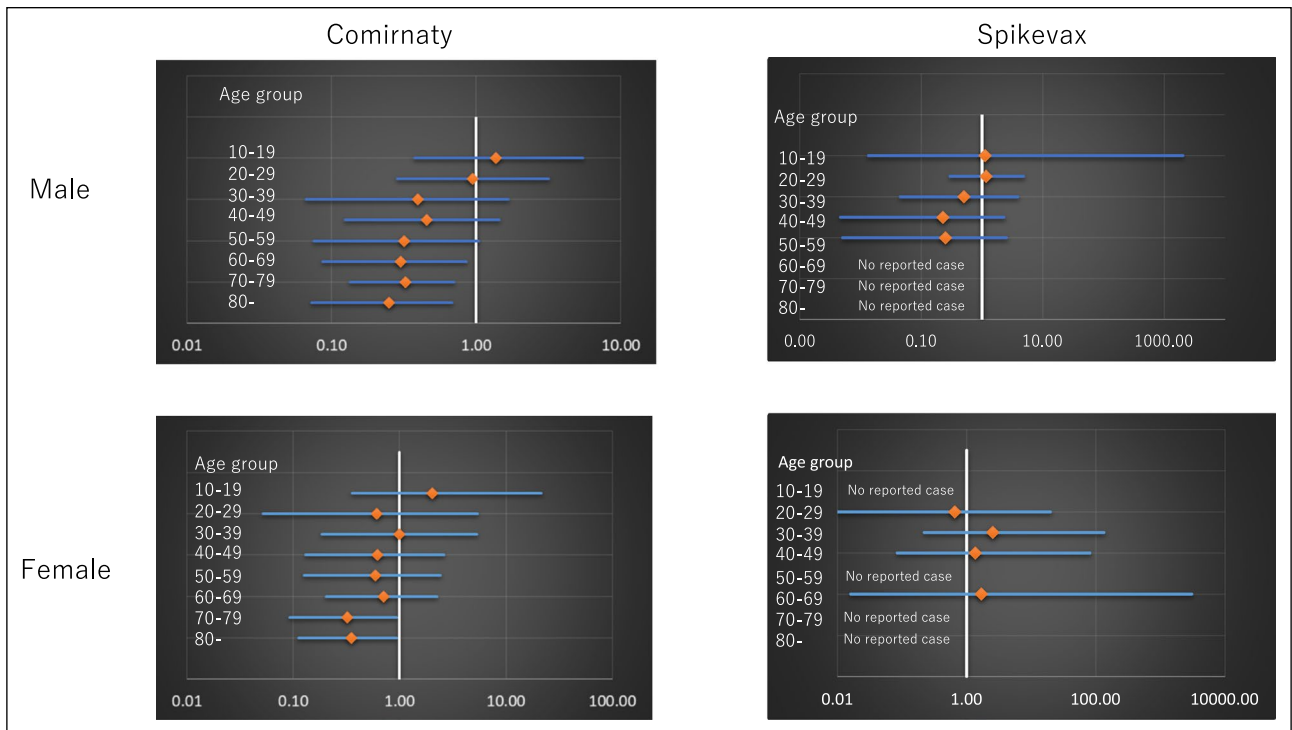 Comirnaty
Spikevax
Male
Age group
10-19
20-29
30-39
40-49
50-59
60-69
70-79
80-
0.01 0.10 1.00 10.00
Age group
10-19
20-29
30-39
40-49
50-59
60-69 No reported case
70-79 No reported case
80- No reported case
0.00 0.10 10.00 1000.00
Female
Age group
10-19
20-29
30-39
40-49
50-59
60-69
70-79
80-
0.01 0.10 1.00 10.00 100.00
Age group
10-19 No reported case
20-29
30-39
40-49
50-59 No reported case
60-69
70-79 No reported case
80- No reported case
0.01 1.00 100.00 10000.00